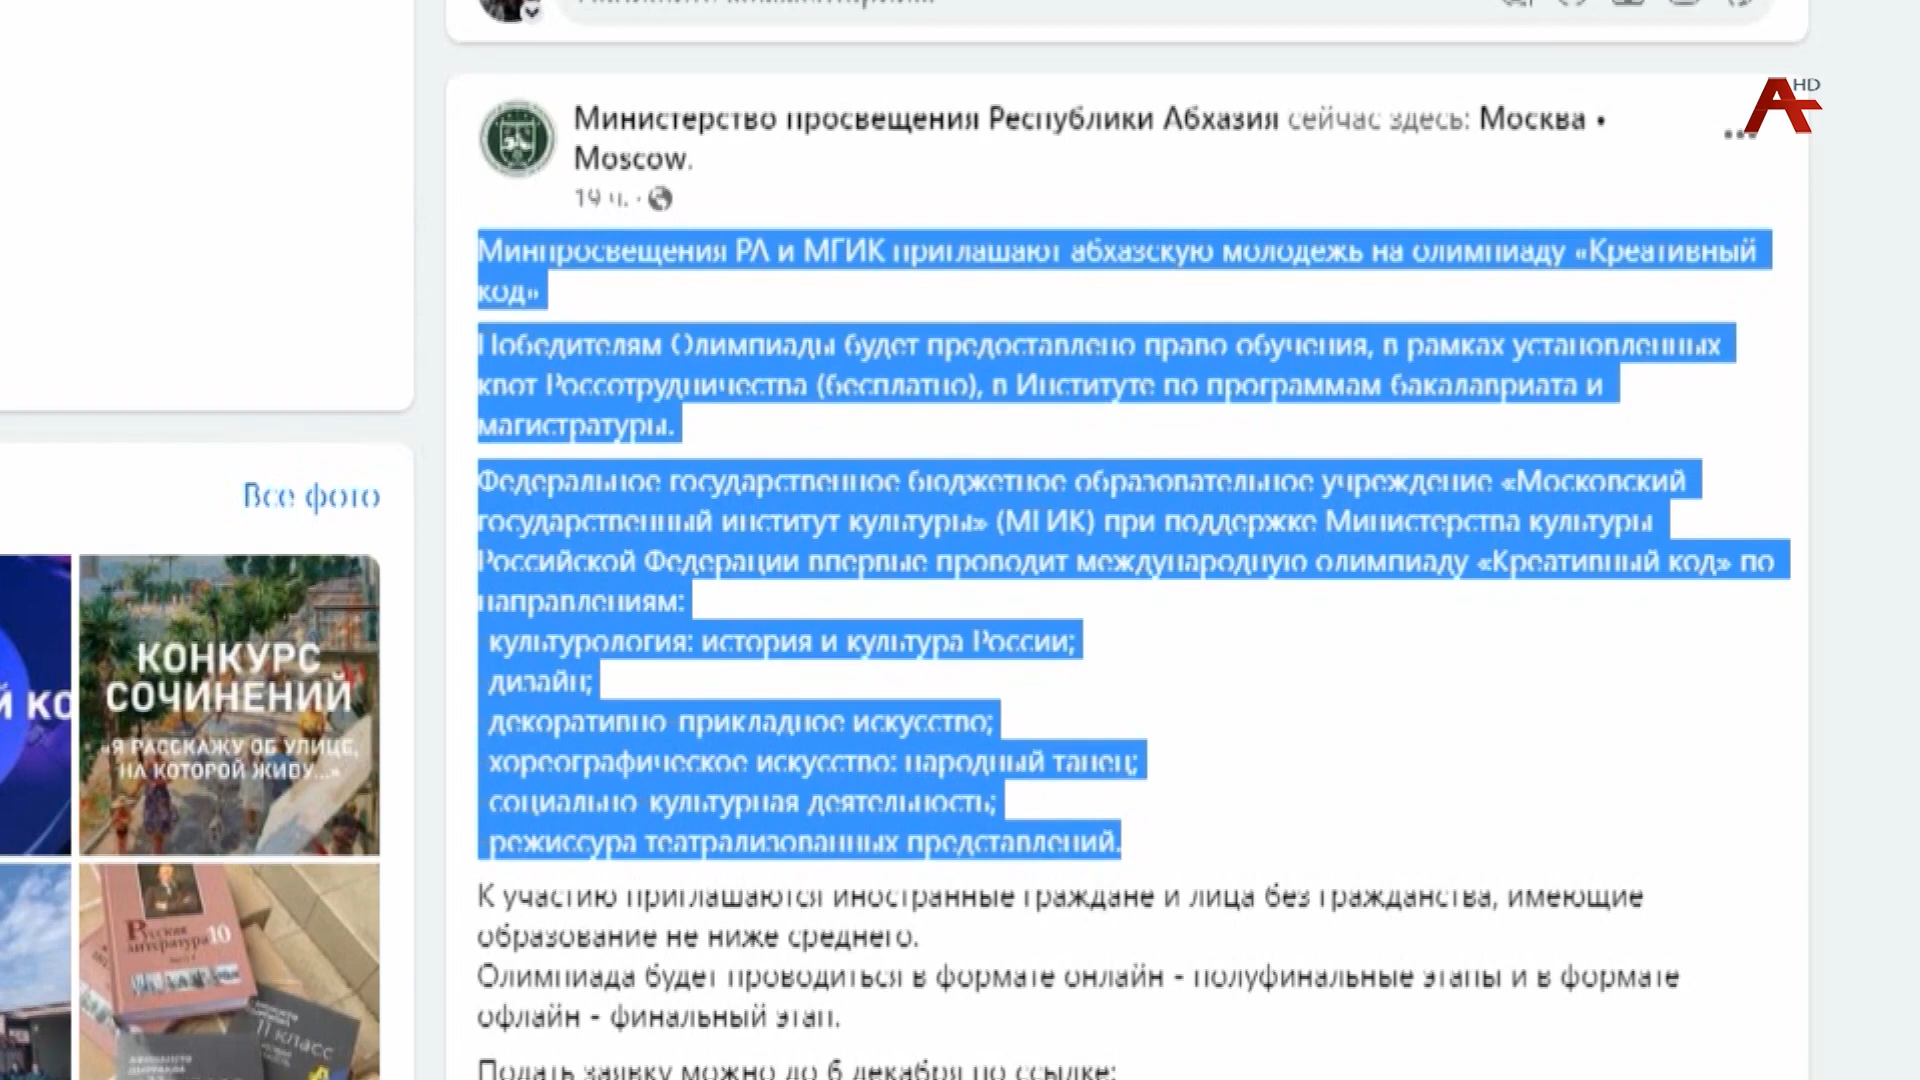 HD
Министерство просвещения Республики Абхазия сейчас здесь: Москва •
Moscow.
19 ч. ·
Минпросвещения РА и МГИК приглашают абхазскую молодежь на олимпиаду «Креативный
код»
Победителям Олимпиады будет предоставлено право обучения, в рамках установленных
квот Россотрудничества (бесплатно), в Институте по программам бакалавриата и
магистратуры.
Федеральное государственное бюджетное образовательное учреждение «Московский
государственный институт культуры» (МГИК) при поддержке Министерства культуры
Российской Федерации впервые проводит международную олимпиаду «Креативный код» по
направлениям:
культурология: история и культура России;
дизайн;
декоративно-прикладное искусство;
хореографическое искусство: народный танец;
социально-культурная деятельность;
режиссура театрализованных представлений.
К участию приглашаются иностранные граждане и лица без гражданства, имеющие
образование не ниже среднего.
Олимпиада будет проводиться в формате онлайн - полуфинальные этапы и в формате
офлайн - финальный этап.
Подать заявку можно до 6 декабря по ссылке:
Все фото
Й КО
КОНКУРС
СОЧИНЕНИЙ
«Я РАССКАЖУ ОБ УЛИЦЕ,
НА КОТОРОЙ ЖИВУ...»
Русская
литература 10
11 класс